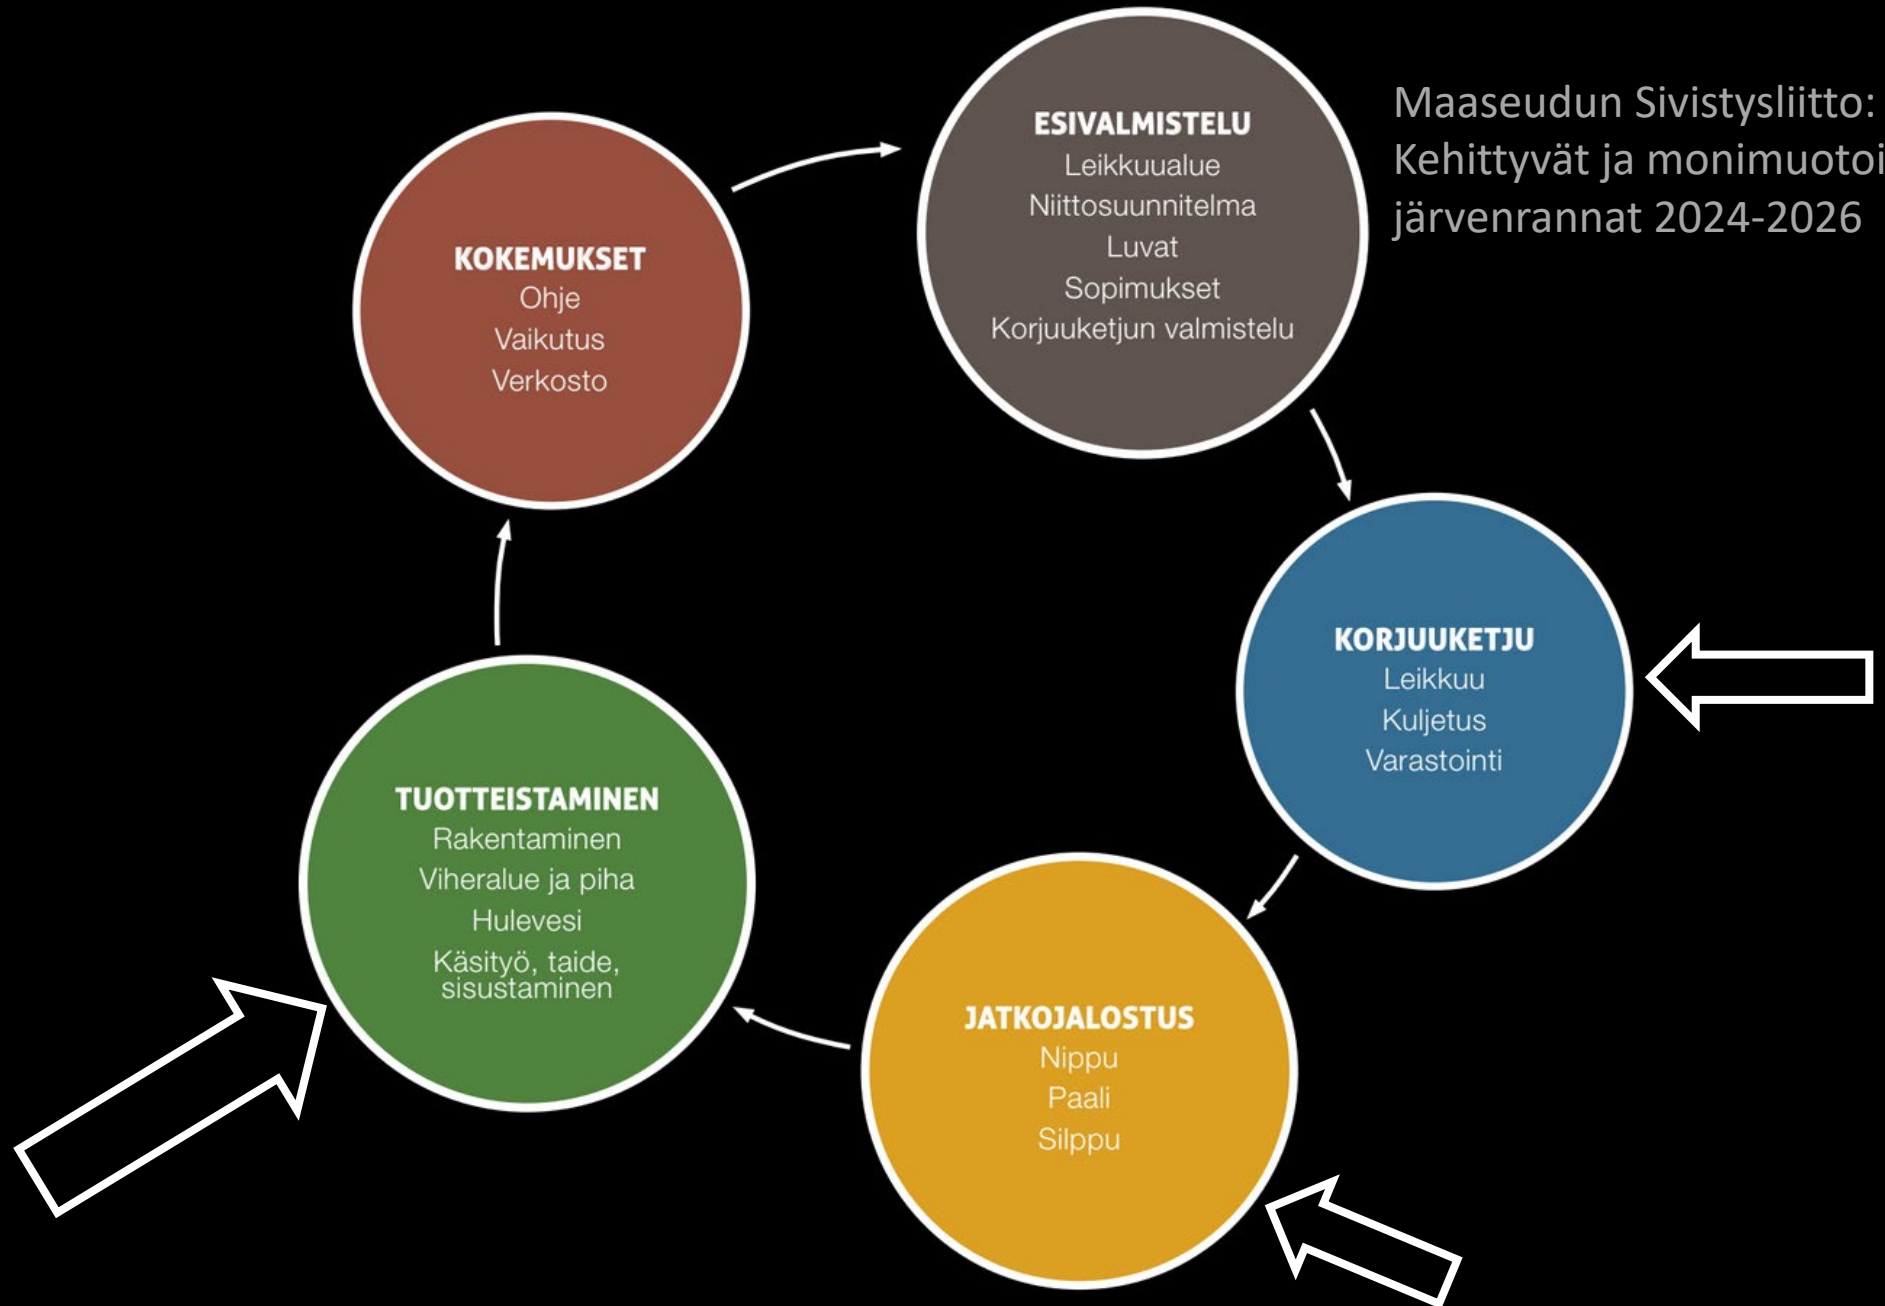 Maaseudun Sivistysliitto:
Kehittyvät ja
järvenrannat 2024-2026
ESIVALMISTELU
Leikkuualue
Niittosuunnitelma
Luvat
Sopimukset
Korjuuketjun valmistelu
KORJUUKETJU
Leikkuu
Kuljetus
Varastointi
JATKOJALOSTUS
Nippu
Paali
Silppu
TUOTTEISTAMINEN
Rakentaminen
Viheralue ja piha
Hulevesi
Käsityö, taide,
sisustaminen
KOKEMUKSET
Ohje
Vaikutus
Verkosto